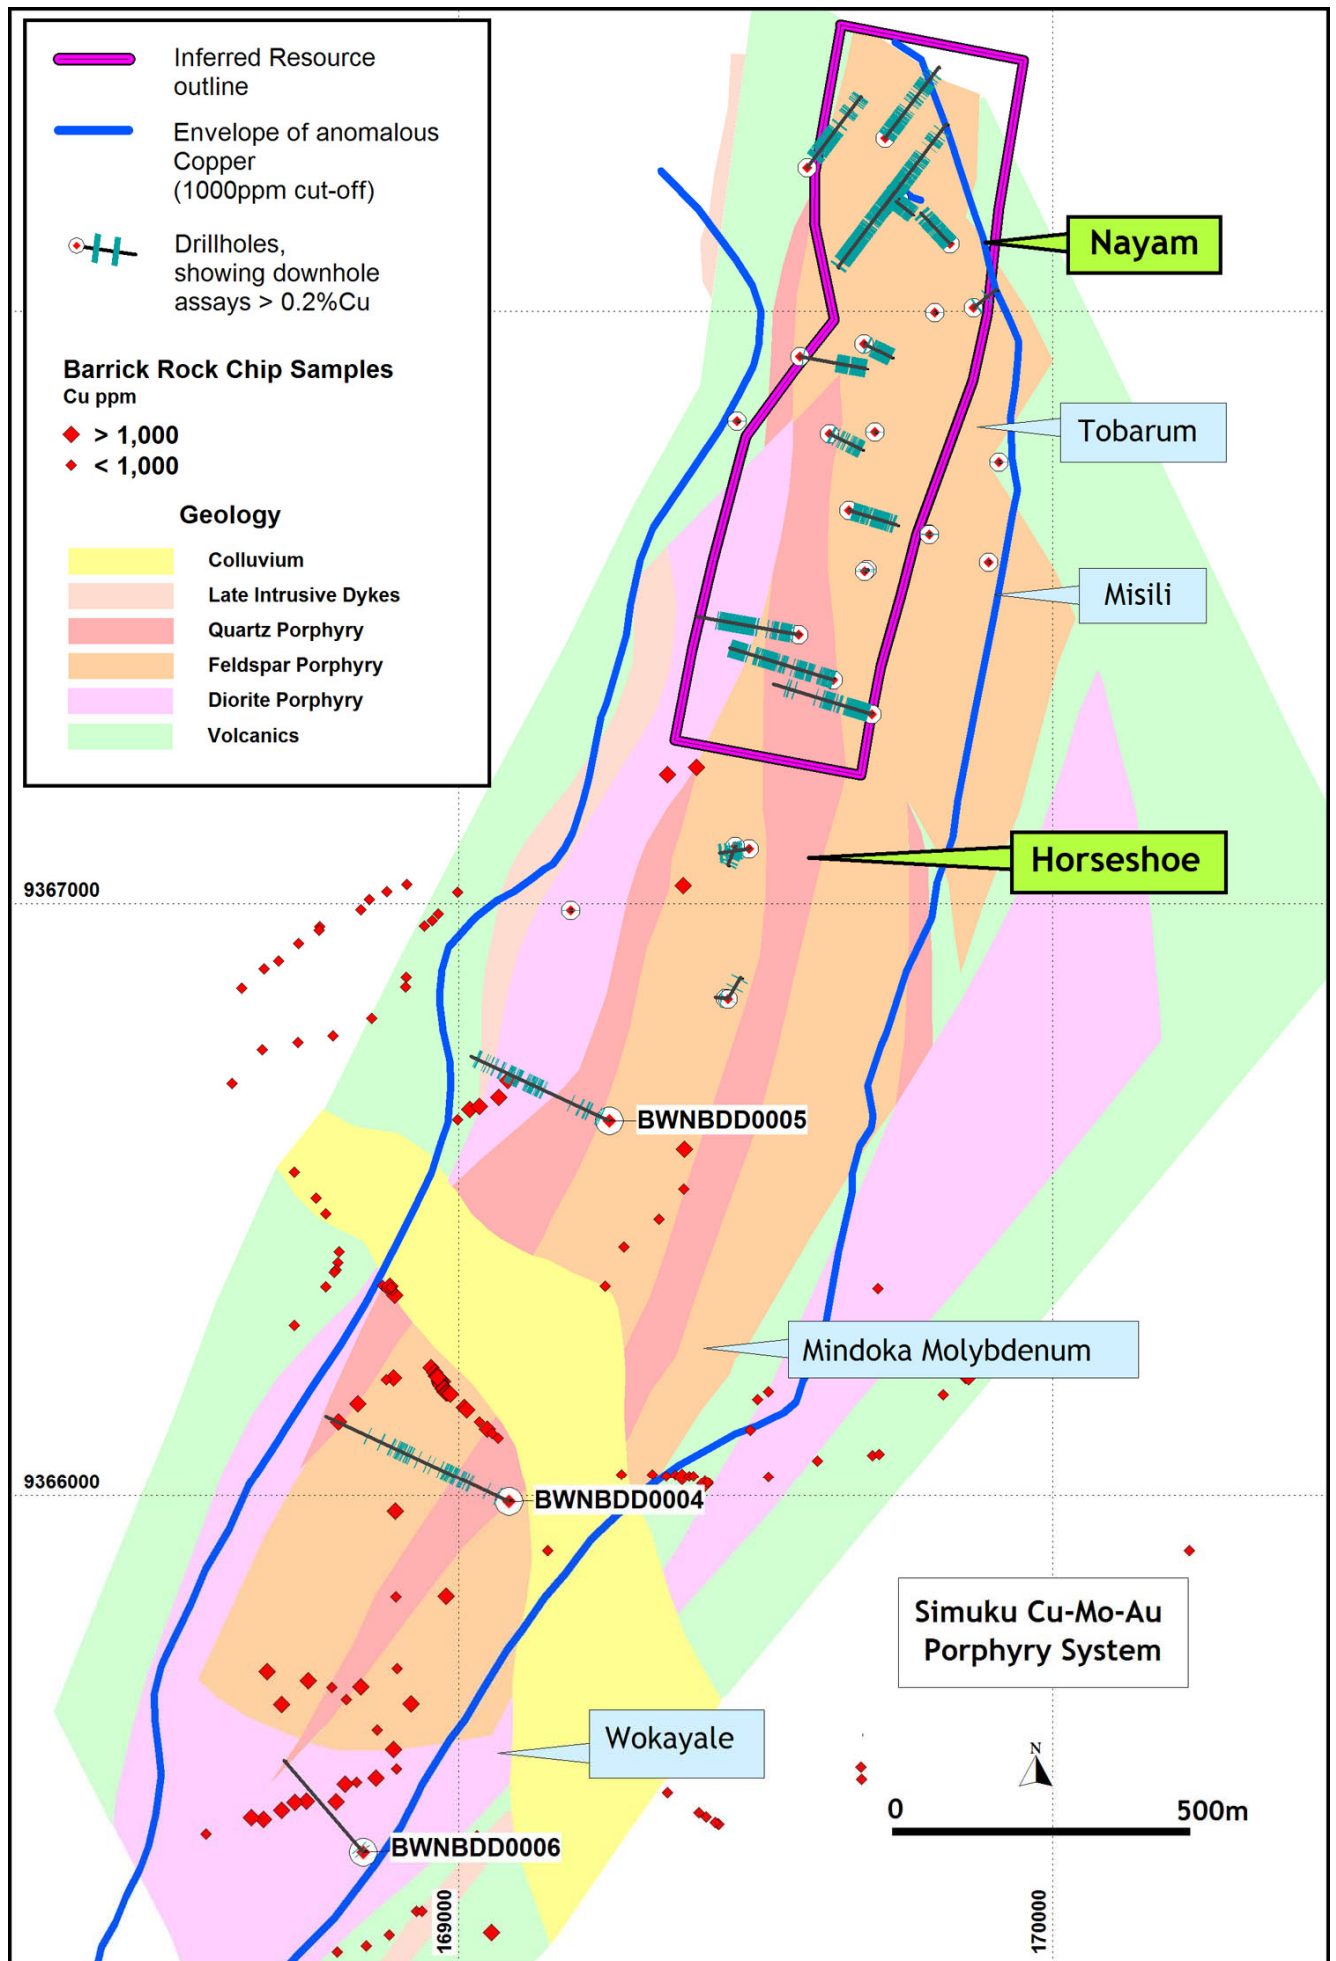 Inferred Resource
outline
Envelope of anomalous
Copper
(1000ppm cut-off)
Drillholes,
showing downhole
assays > 0.2%Cu
Barrick Rock Chip Samples
Cu ppm
> 1,000
< 1,000
Geology
Colluvium
Late Intrusive Dykes
Quartz Porphyry
Feldspar Porphyry
Diorite Porphyry
Volcanics
Nayam
Tobarum
Misili
Horseshoe
9367000
BWNBDD0005
Mindoka Molybdenum
9366000
BWNBDD0004
Simuku Cu-Mo-Au
Porphyry System
Wokayale
N
0
500m
BWNBDD0006
169000
170000